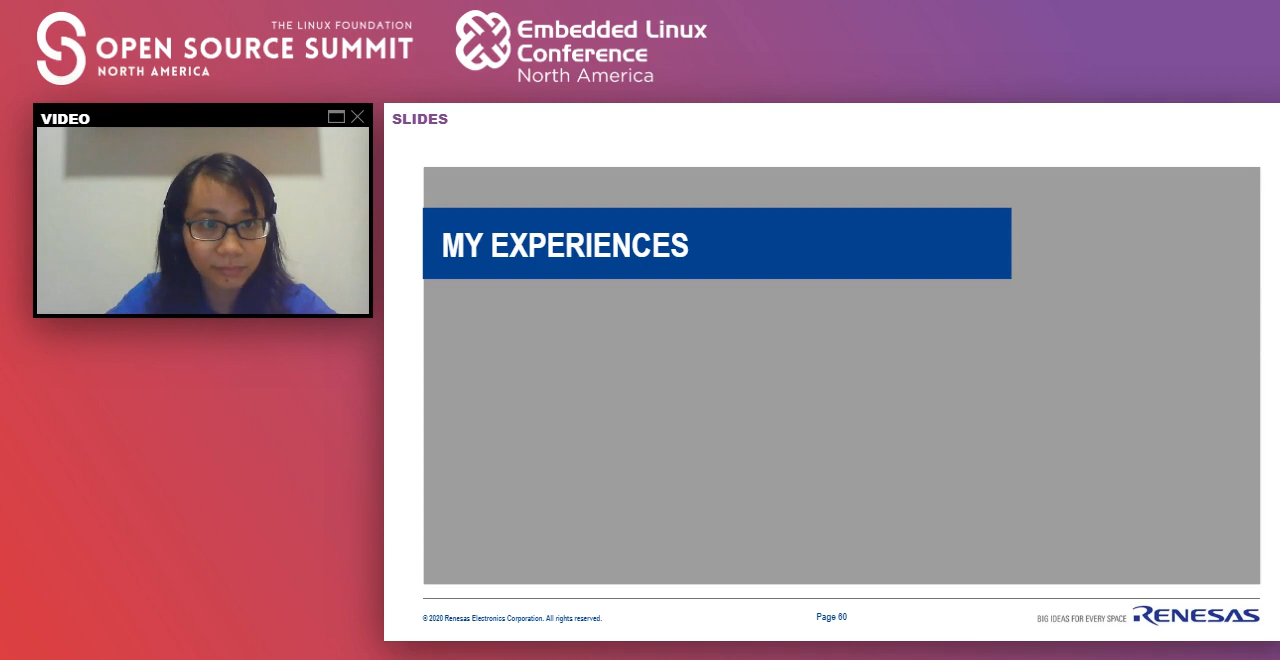 THE LINUX FOUNDATION
OPEN SOURCE SUMMIT
NORTH AMERICA
Embedded Linux
Conference
North America
VIDEO
SLIDES
MY EXPERIENCES
© 2020 Renesas Electronics Corporation. All rights reserved.
Page 60
BIG IDEAS FOR EVERY SPACE RENESAS